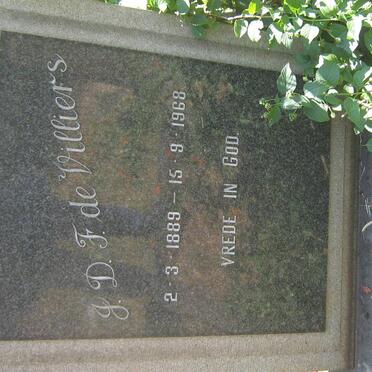 J. D. F. de Villiers
2 - 3 - 1889 - 15 - 9 - 1968
VREDE IN GOD.